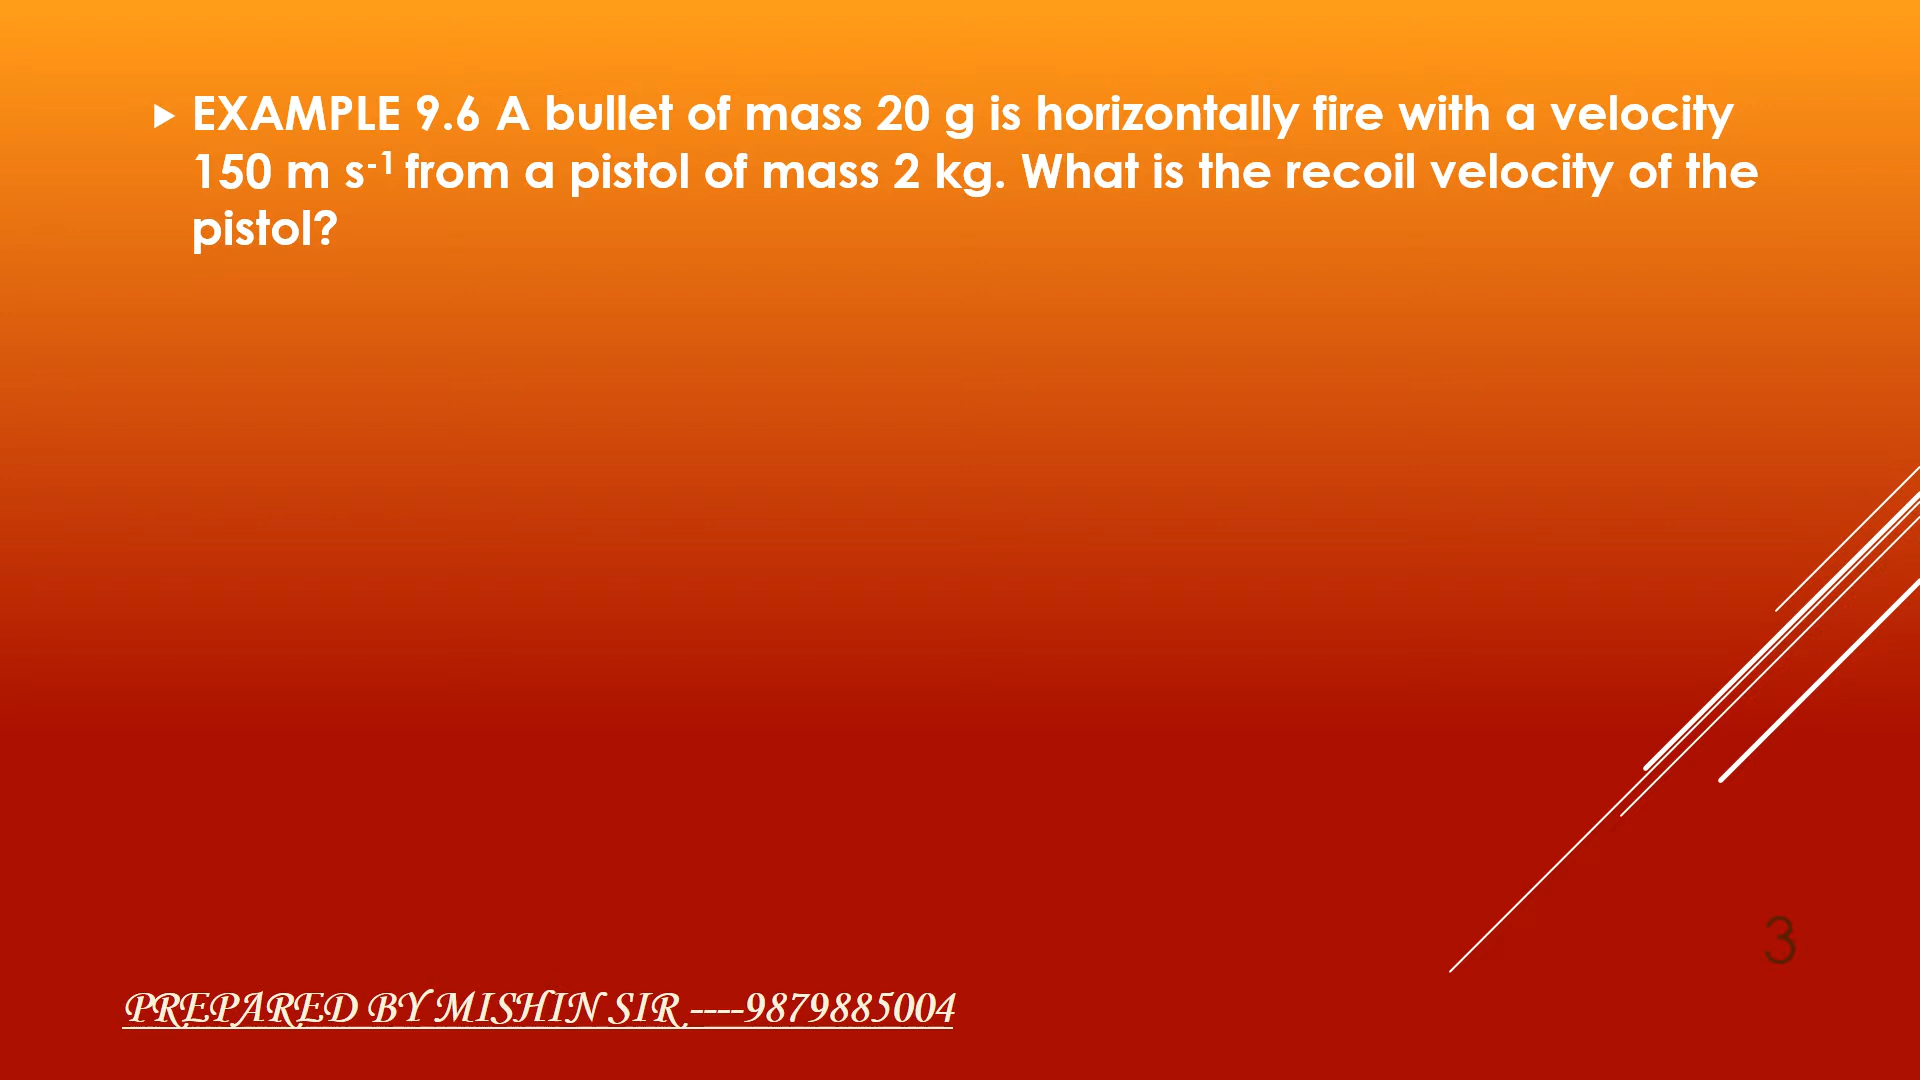 EXAMPLE 9.6 A bullet of mass 20 g is horizontally fire with a velocity
150 m s⁻¹ from a pistol of mass 2 kg. What is the recoil velocity of the
pistol?
3
PREPARED BY MISHIN SIR ----9879885004